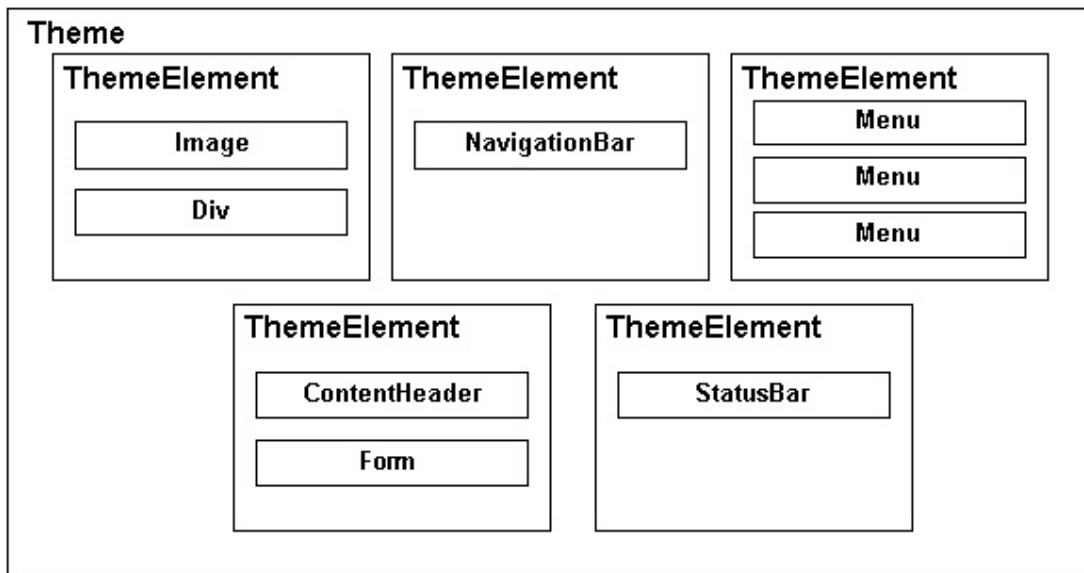 Theme
ThemeElement
Image
Div
ThemeElement
NavigationBar
ThemeElement
Menu
Menu
Menu
ThemeElement
ContentHeader
Form
ThemeElement
StatusBar